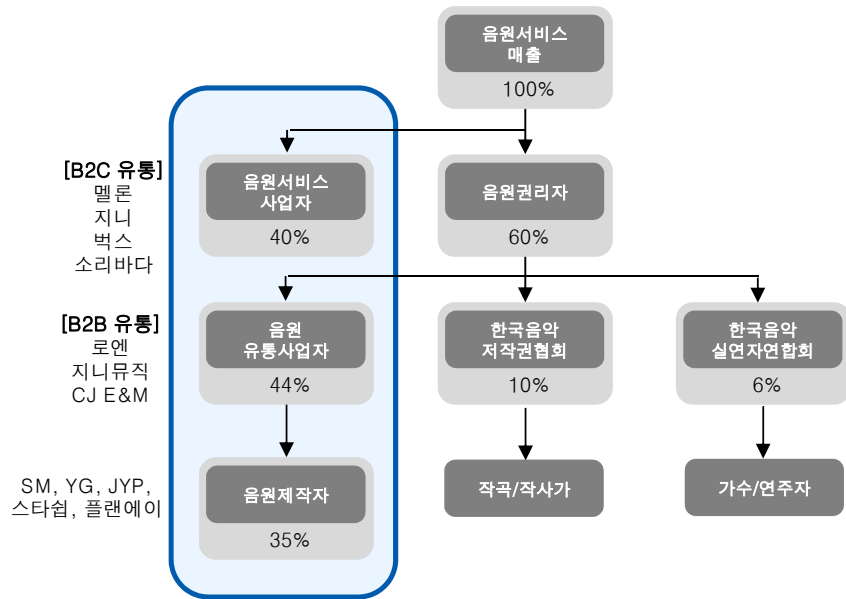 음원서비스
매출
100%
[B2C 유통]
멜론
지니
벅스
소리바다
음원서비스
사업자
40%
음원권리자
60%
[B2B 유통]
로엔
지니뮤직
CJ E&M
음원
유통사업자
44%
한국음악
저작권협회
10%
한국음악
실연자연합회
6%
SM, YG, JYP,
스타쉽, 플랜에이
음원제작자
35%
작곡/작사가
가수/연주자